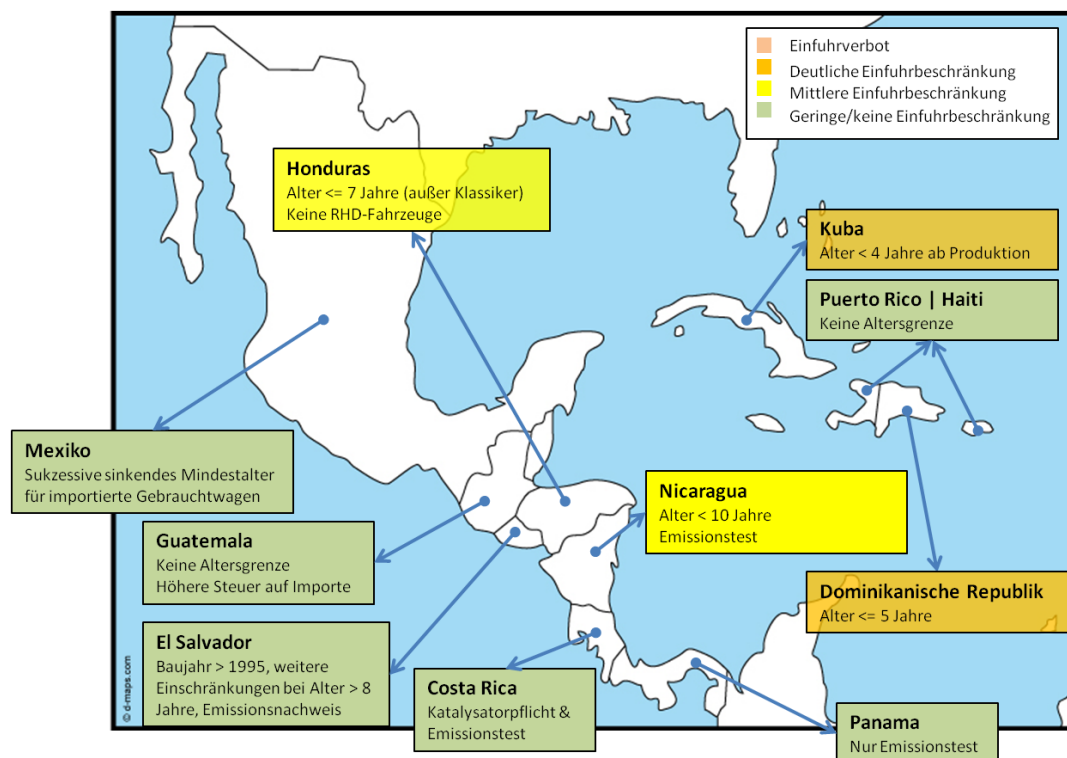 Einfuhrverbot
Deutliche Einfuhrbeschränkung
Mittlere Einfuhrbeschränkung
Geringe/keine Einfuhrbeschränkung
Honduras
Alter <= 7 Jahre (außer Klassiker)
Keine RHD-Fahrzeuge
Kuba
Alter < 4 Jahre ab Produktion
Puerto Rico | Haiti
Keine Altersgrenze
Mexiko
Sukzessive sinkendes Mindestalter
für importierte Gebrauchtwagen
Nicaragua
Alter < 10 Jahre
Emissionstest
Guatemala
Keine Altersgrenze
Höhere Steuer auf Importe
Dominikanische Republik
Alter <= 5 Jahre
El Salvador
Baujahr > 1995, weitere
Einschränkungen bei Alter > 8
Jahre, Emissionsnachweis
Costa Rica
Katalysatorpflicht &
Emissionstest
Panama
Nur Emissionstest
© d-maps.com